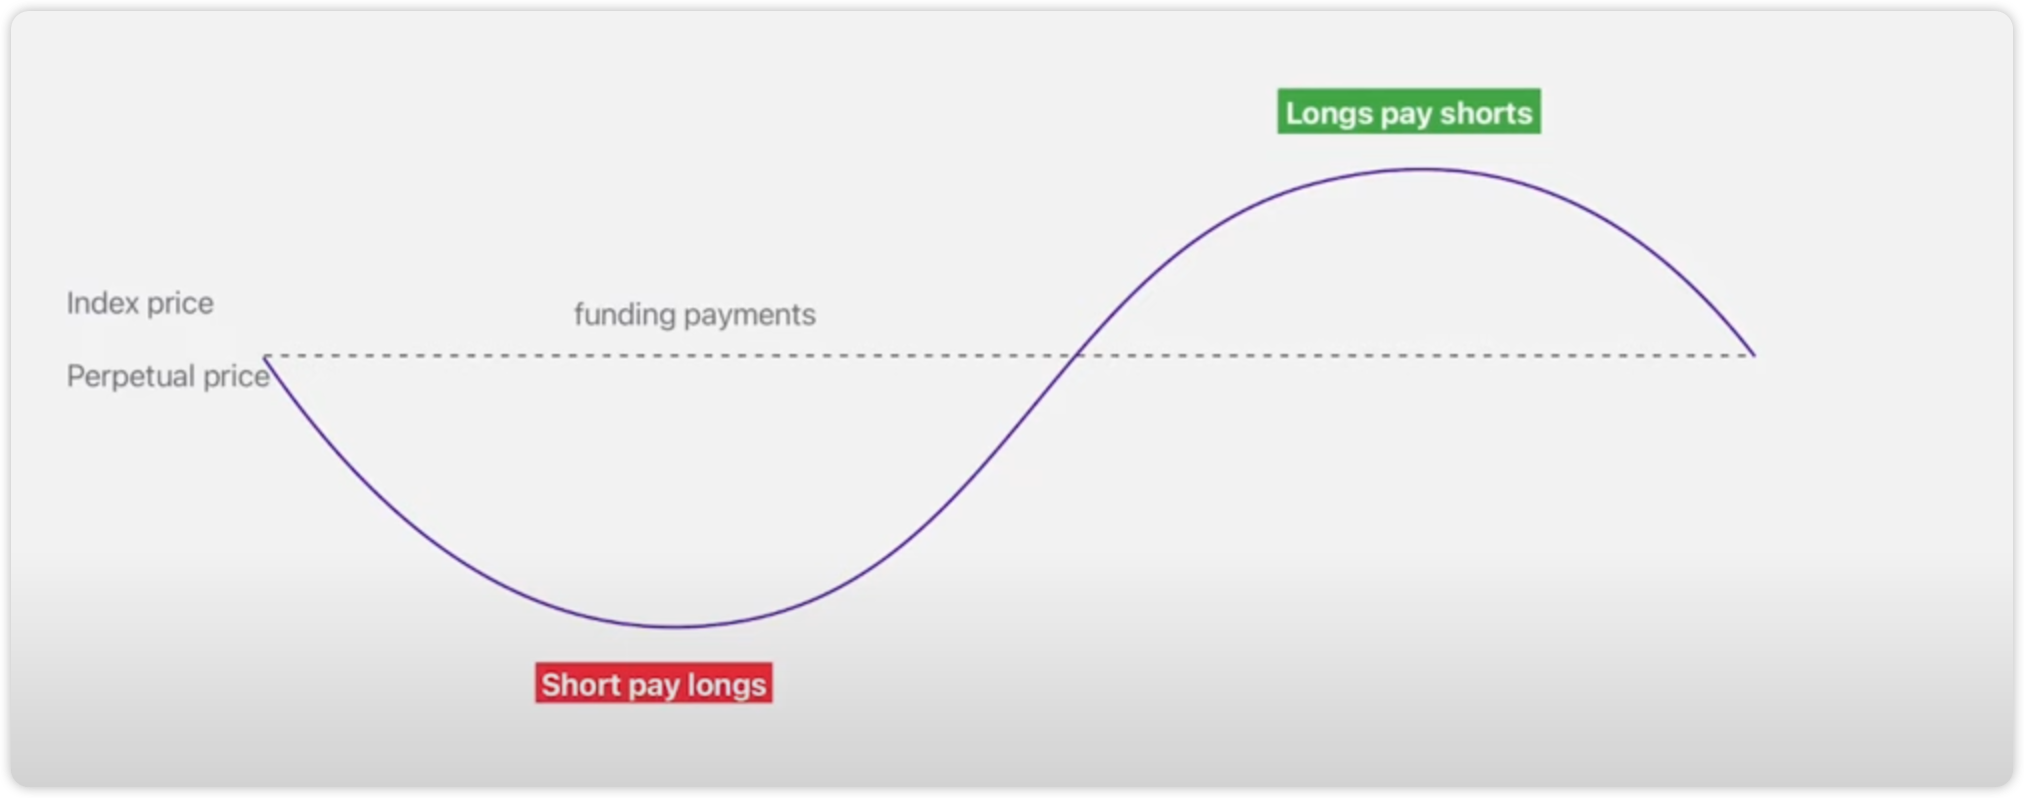 Longs pay shorts
Index price
funding payments
Perpetual price
Short pay longs